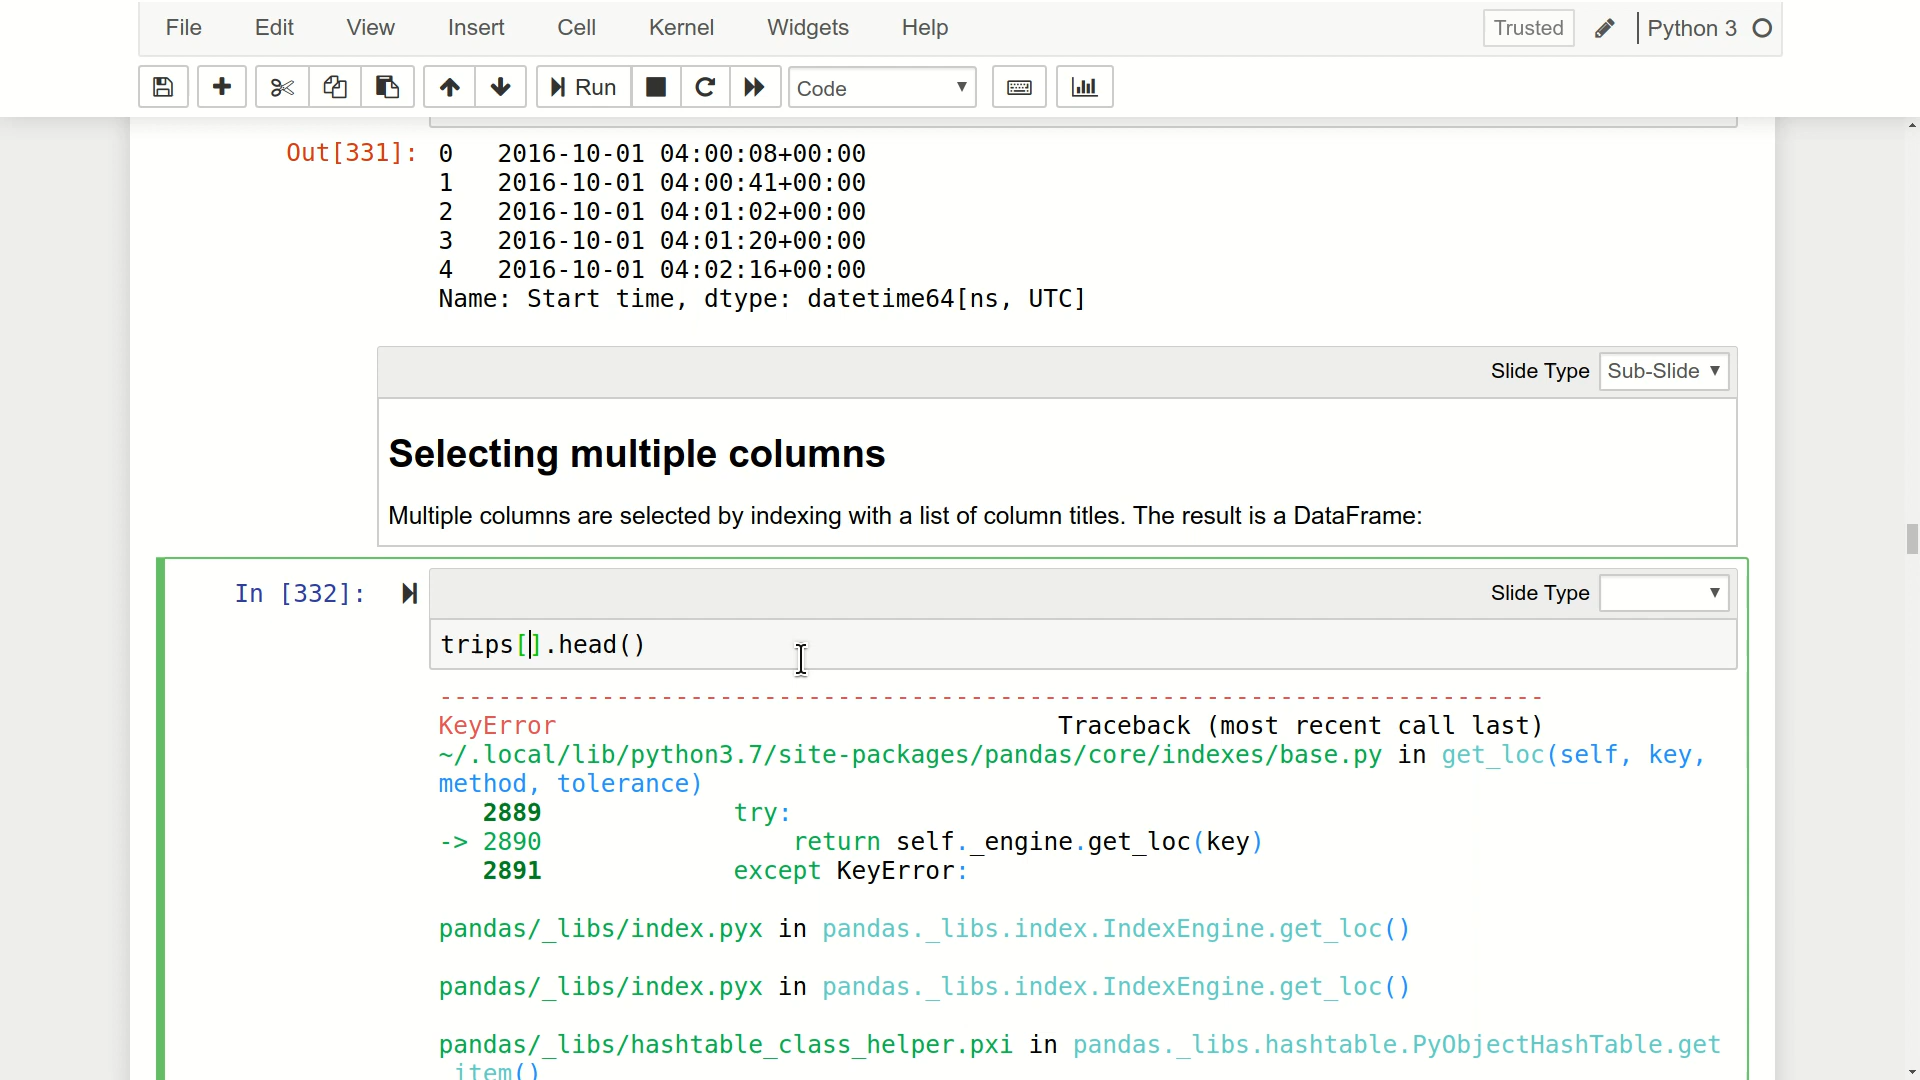 File Edit View Insert Cell Kernel Widgets Help Trusted Python 3
Run Code
Out[331]: 0 2016-10-01 04:00:08+00:00
1 2016-10-01 04:00:41+00:00
2 2016-10-01 04:01:02+00:00
3 2016-10-01 04:01:20+00:00
4 2016-10-01 04:02:16+00:00
Name: Start time, dtype: datetime64[ns, UTC]
Slide Type Sub-Slide
Selecting multiple columns
Multiple columns are selected by indexing with a list of column titles. The result is a DataFrame:
In [332]: Slide Type
trips[].head()
---------------------------------------------------------------------------
KeyError Traceback (most recent call last)
~/.local/lib/python3.7/site-packages/pandas/core/indexes/base.py in get_loc(self, key,
method, tolerance)
2889 try:
-> 2890 return self._engine.get_loc(key)
2891 except KeyError:
pandas/_libs/index.pyx in pandas._libs.index.IndexEngine.get_loc()
pandas/_libs/index.pyx in pandas._libs.index.IndexEngine.get_loc()
pandas/_libs/hashtable_class_helper.pxi in pandas._libs.hashtable.PyObjectHashTable.get
_item()